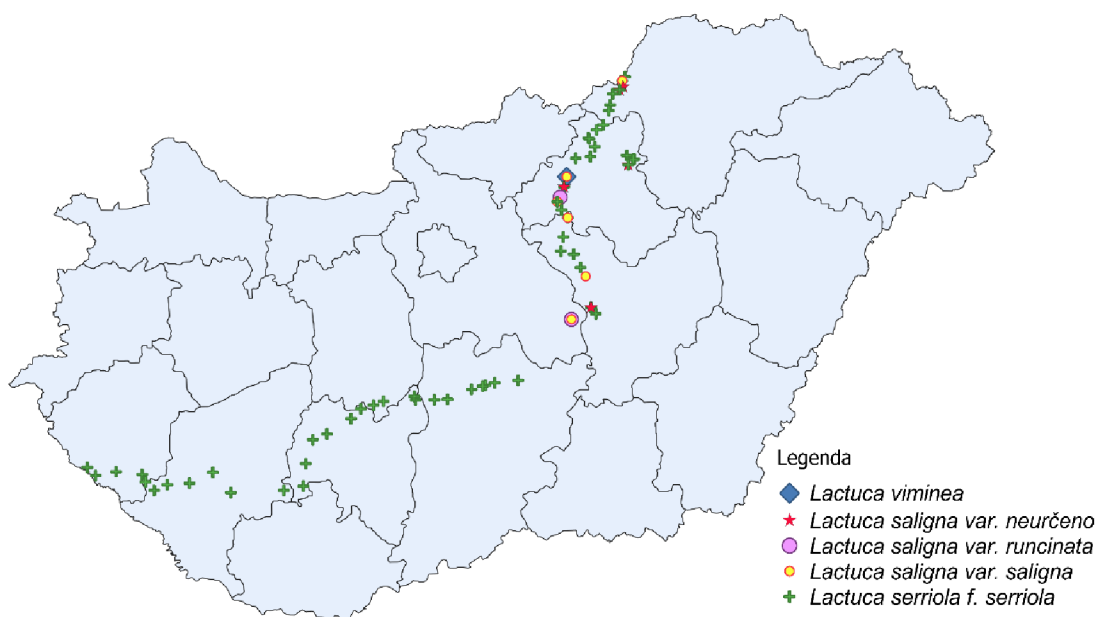 Legenda
Lactuca viminea
Lactuca saligna var. neurčeno
Lactuca saligna var. runcinata
Lactuca saligna var. saligna
Lactuca serriola f. serriola